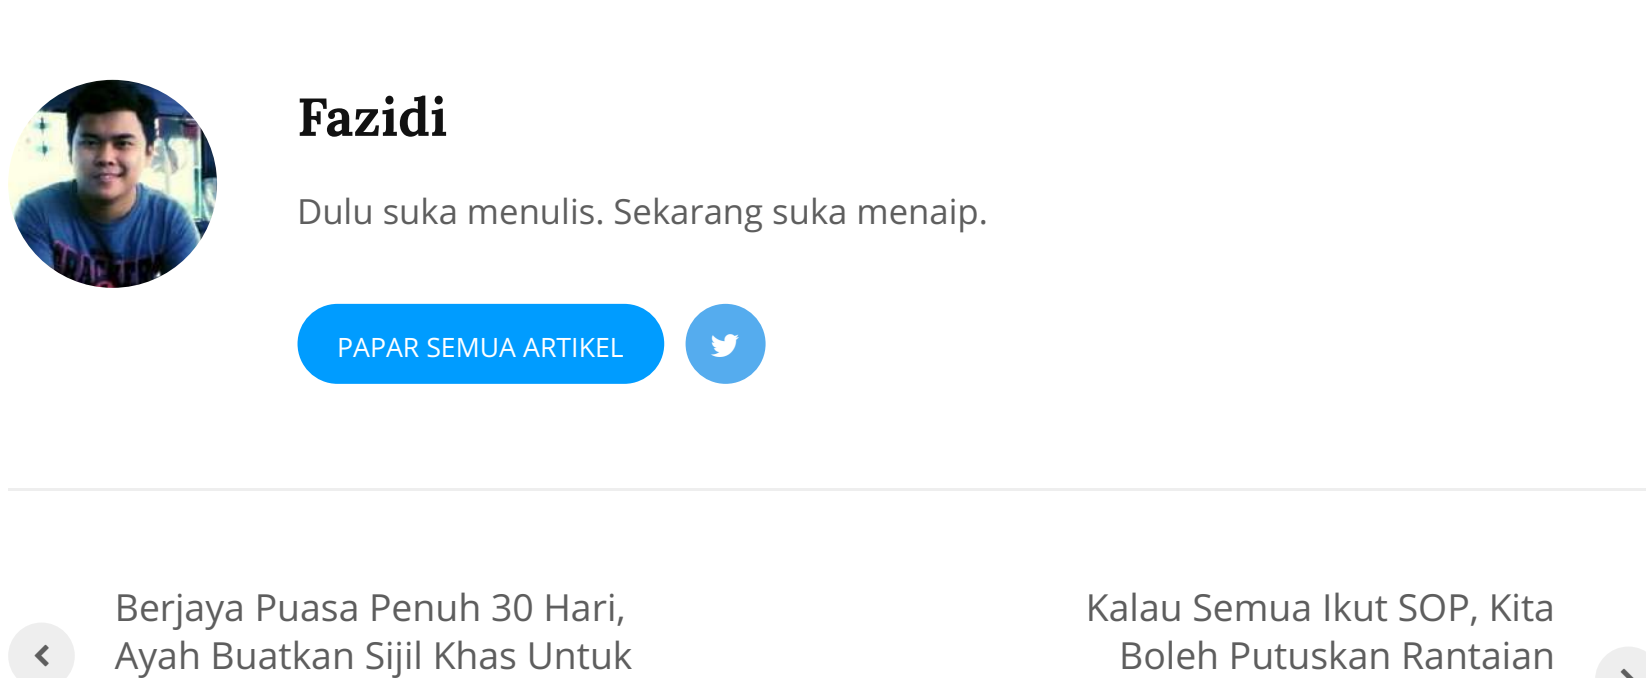 Fazidi
Dulu suka menulis. Sekarang suka menaip.
PAPAR SEMUA ARTIKEL
Berjaya Puasa Penuh 30 Hari,
Ayah Buatkan Sijil Khas Untuk
Kalau Semua Ikut SOP, Kita
Boleh Putuskan Rantaian